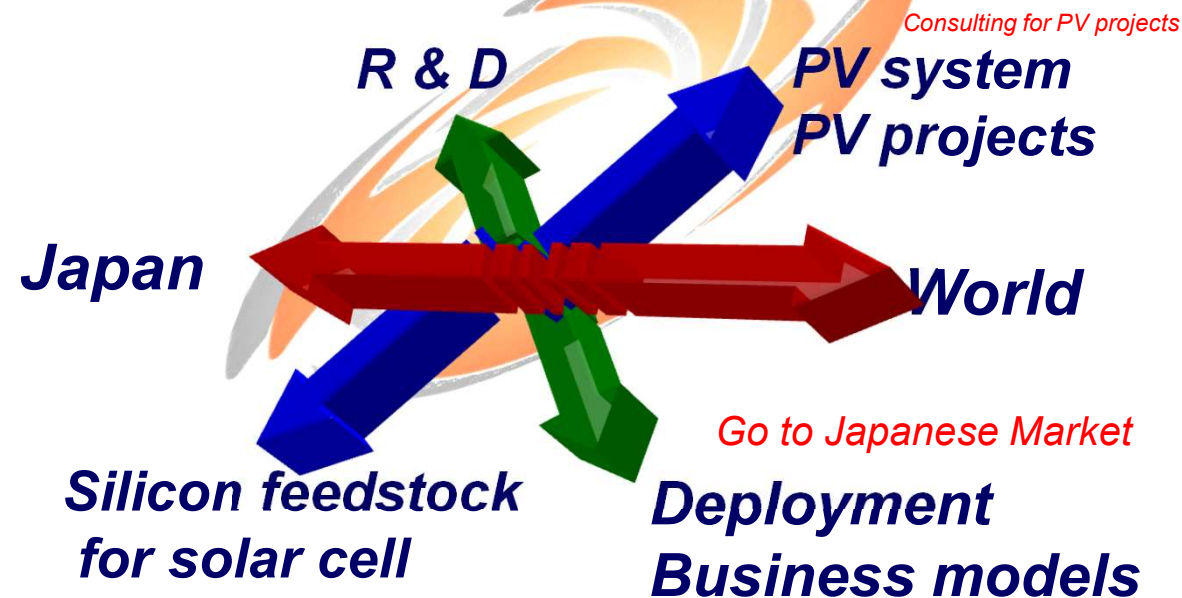 Consulting for PV projects
R & D
PV system
PV projects
Japan
World
Go to Japanese Market
Silicon feedstock
for solar cell
Deployment
Business models